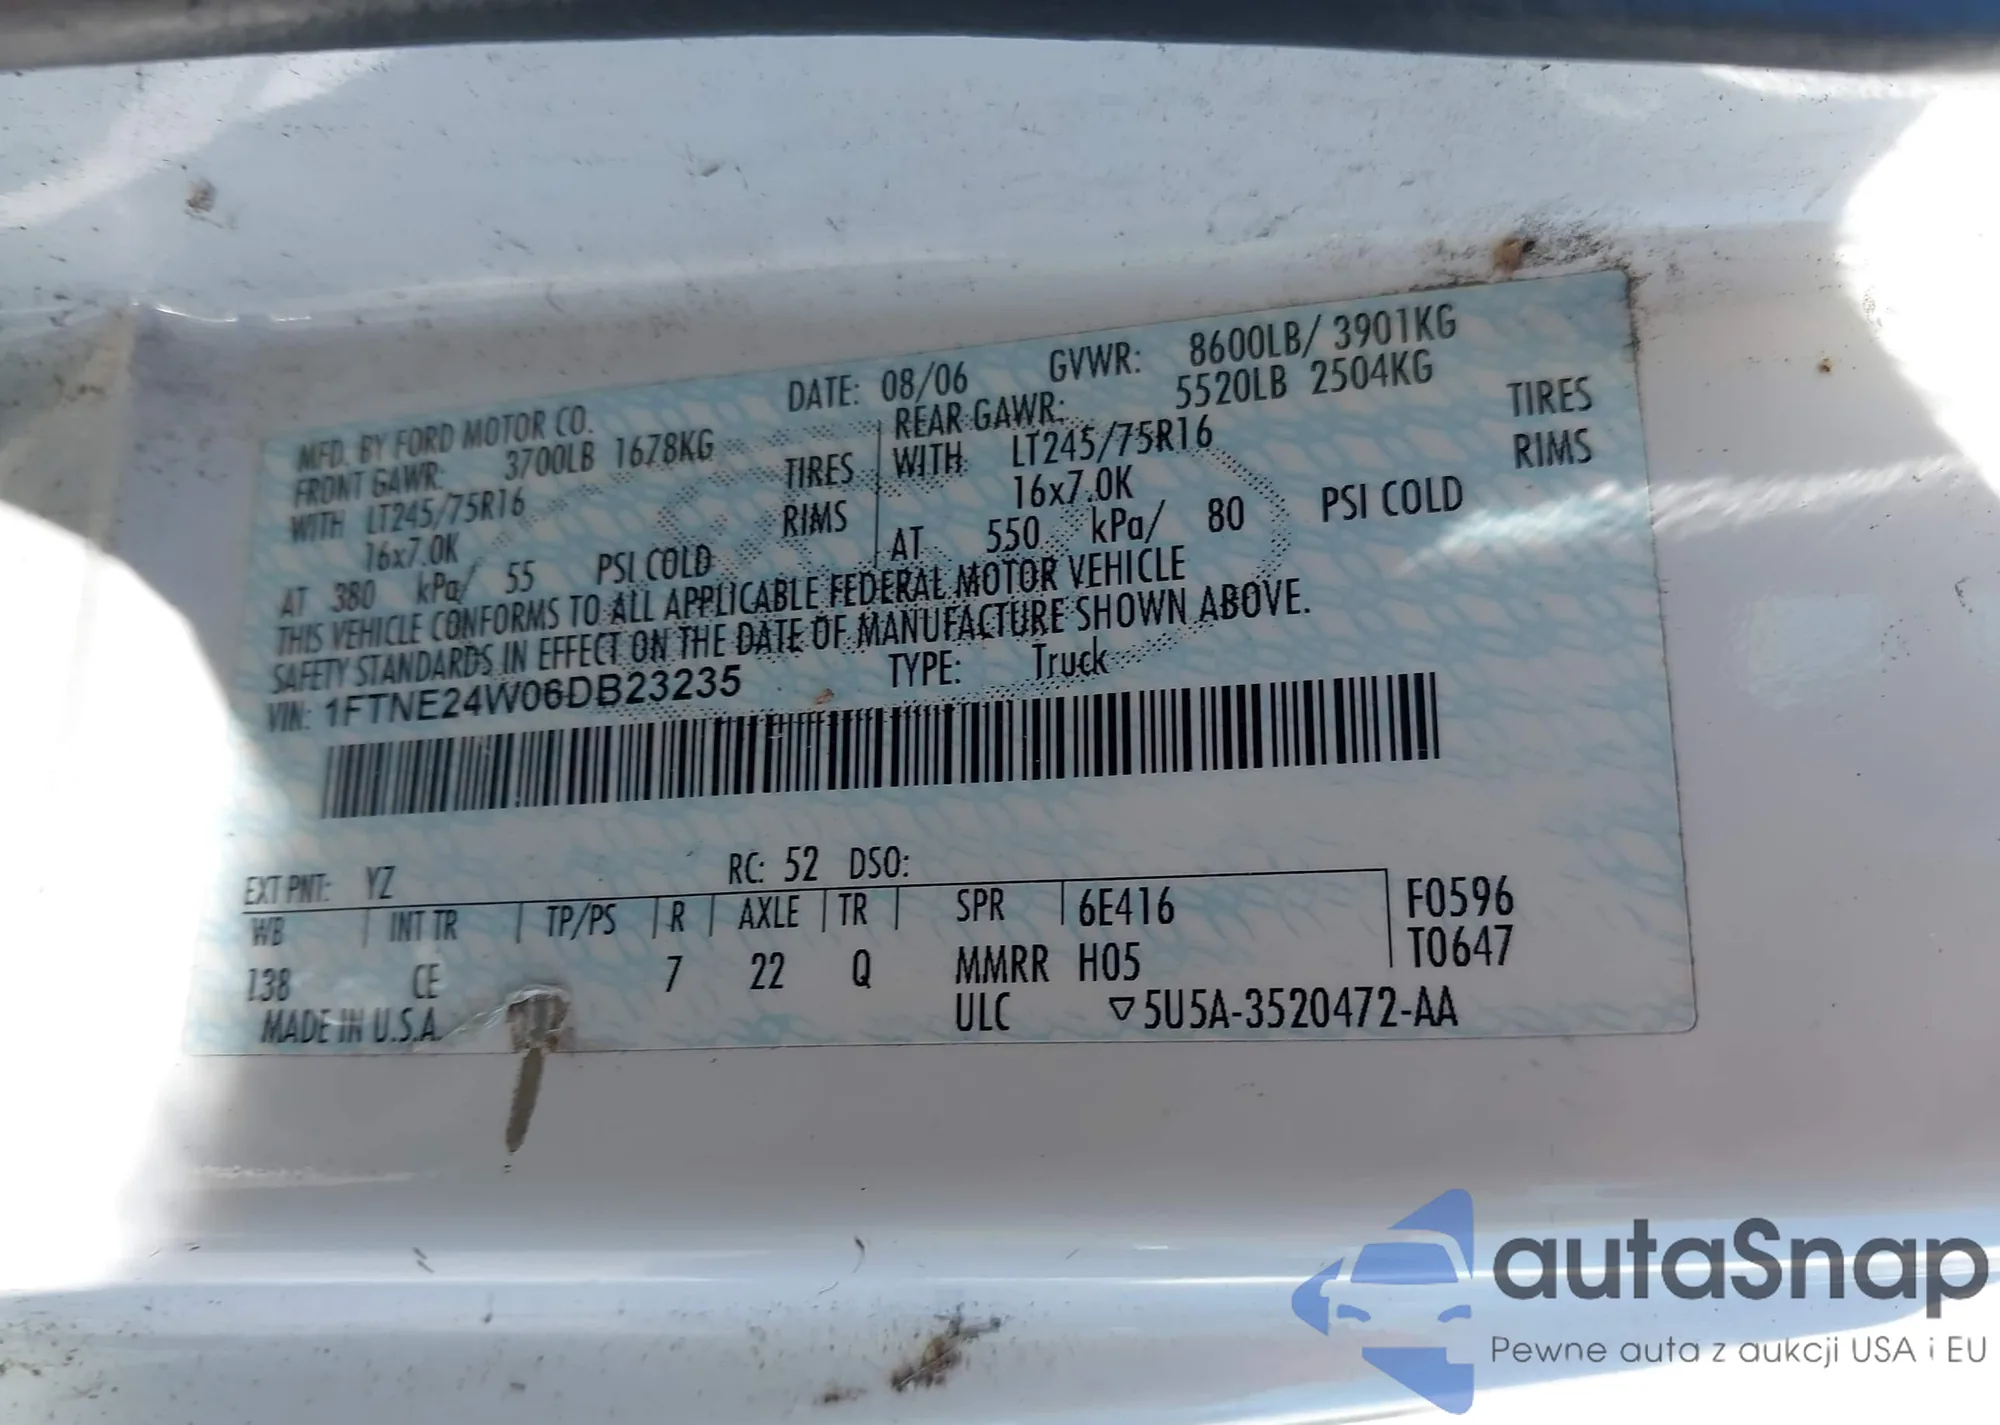 MFD. BY FORD MOTOR CO. DATE: 08/06 GVWR: 8600LB/ 3901KG
FRONT GAWR: 3700LB 1678KG REAR GAWR: 5520LB 2504KG
WITH LT245/75R16 TIRES WITH LT245/75R16 TIRES
16x7.0K RIMS 16x7.0K RIMS
AT 380 kPa/ 55 PSI COLD AT 550 kPa/ 80 PSI COLD
THIS VEHICLE CONFORMS TO ALL APPLICABLE FEDERAL MOTOR VEHICLE
SAFETY STANDARDS IN EFFECT ON THE DATE OF MANUFACTURE SHOWN ABOVE.
VIN: 1FTNE24W06DB23235 TYPE: Truck
EXT PNT: YZ RC: 52 DSO:
WB INT TR TP/PS R AXLE TR SPR 6E416 F0596
138 CE 7 22 Q MMRR H05 T0647
MADE IN U.S.A. ULC ▽5U5A-3520472-AA
autaSnap
Pewne auta z aukcji USA i EU